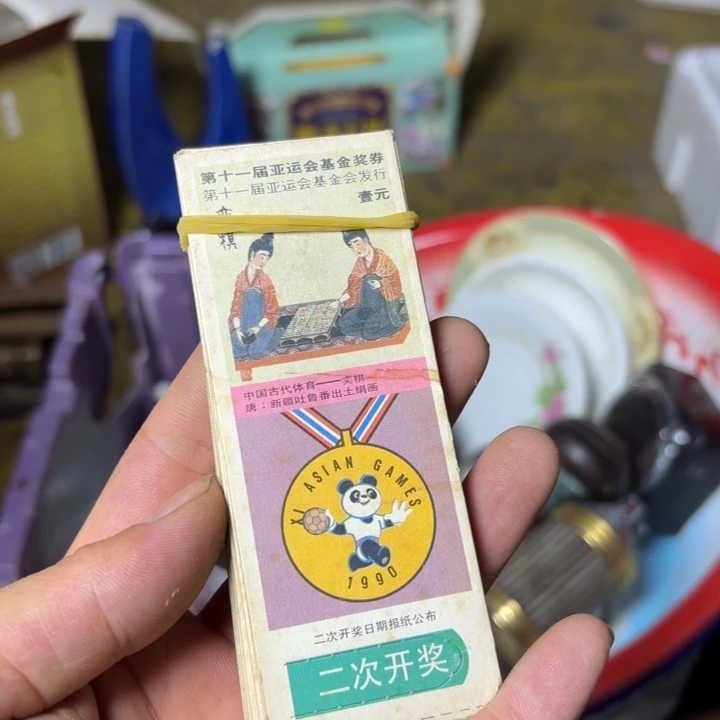 第十一届亚运会基金奖券
第十一届亚运会基金会发行
壹元
弈棋
中国古代体育——奕棋
唐：新疆吐鲁番出土绢画
XI ASIAN GAMES
1990
二次开奖日期报纸公布
二次开奖